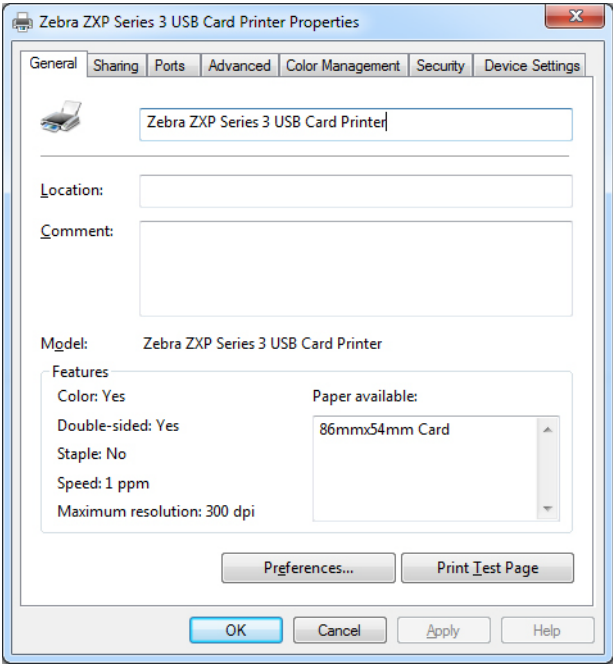 Zebra ZXP Series 3 USB Card Printer Properties
General Sharing Ports Advanced Color Management Security Device Settings
Zebra ZXP Series 3 USB Card Printer
Location:
Comment:
Model: Zebra ZXP Series 3 USB Card Printer
Features
Color: Yes Paper available:
Double-sided: Yes 86mmx54mm Card
Staple: No
Speed: 1 ppm
Maximum resolution: 300 dpi
Preferences... Print Test Page
OK Cancel Apply Help